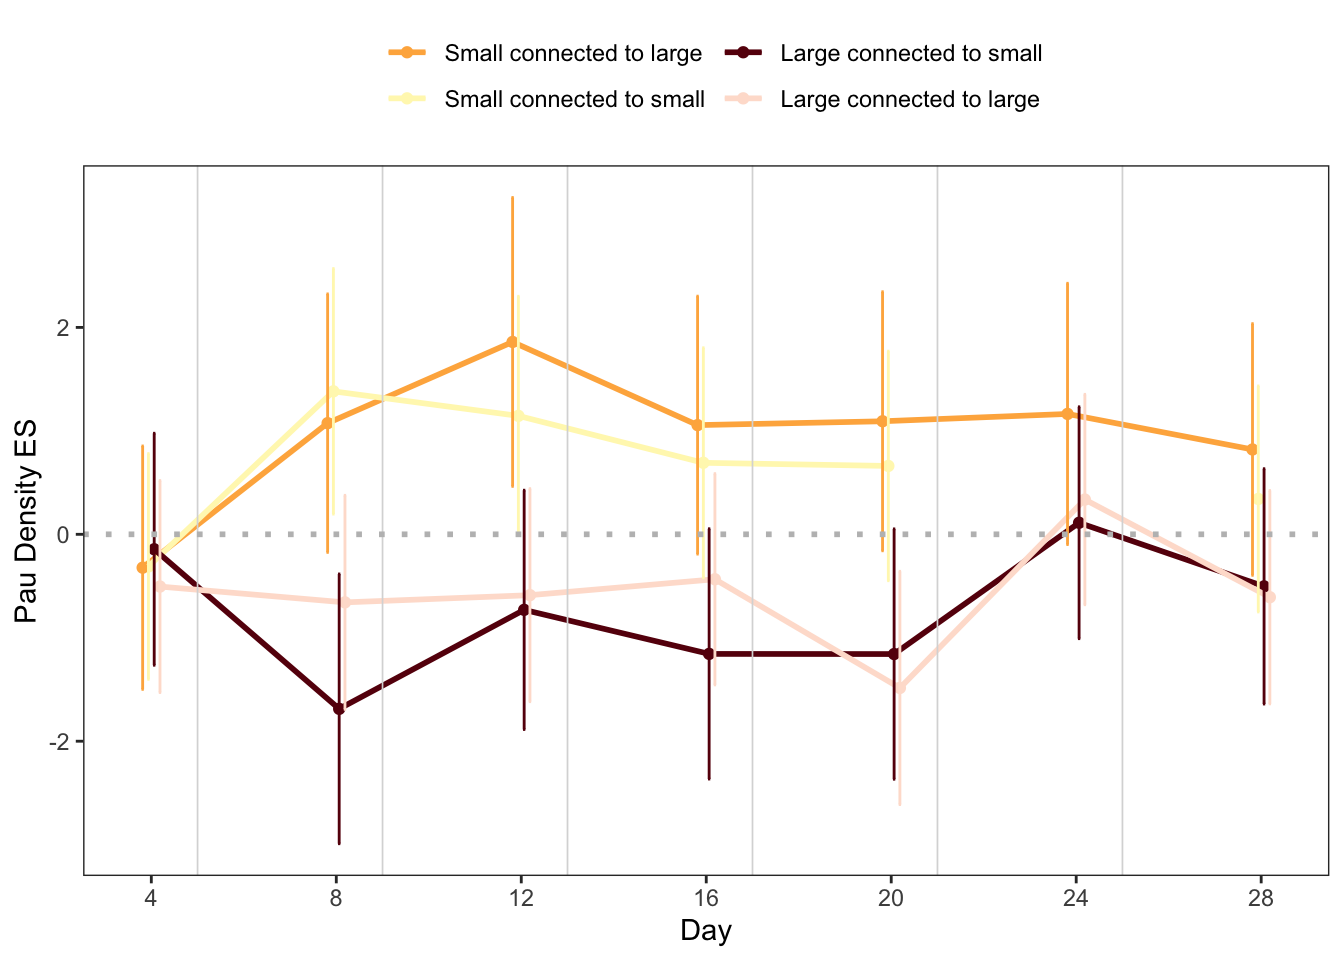 Small connected to large
Large connected to small
Small connected to small
Large connected to large
Pau Density ES
2
0
-2
4 8 12 16 20 24 28
Day